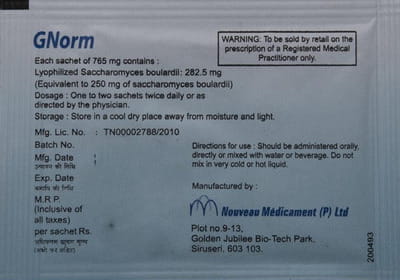 GNorm
WARNING: To be sold by retail on the
prescription of a Registered Medical
Practitioner only.
Each sachet of 765 mg contains :
Lyophilized Saccharomyces boulardii: 282.5 mg
(Equivalent to 250 mg of saccharomyces boulardii)
Dosage : One to two sachets twice daily or as
directed by the physician.
Storage : Store in a cool dry place away from moisture and light.
Mfg. Lic. No. : TN00002788/2010
Batch No.
Mfg. Date :
उत्पादन की तिथि
Exp. Date
समाप्ति की तिथि
M.R.P.
(Inclusive of
all taxes)
per sachet Rs.
Directions for use : Should be administered orally,
directly or mixed with water or beverage. Do not
mix in very cold or hot liquid.
Manufactured by :
Nouveau Médicament (P) Ltd
Plot no.9-13,
Golden Jubilee Bio-Tech Park,
Siruseri, 603 103.
200493